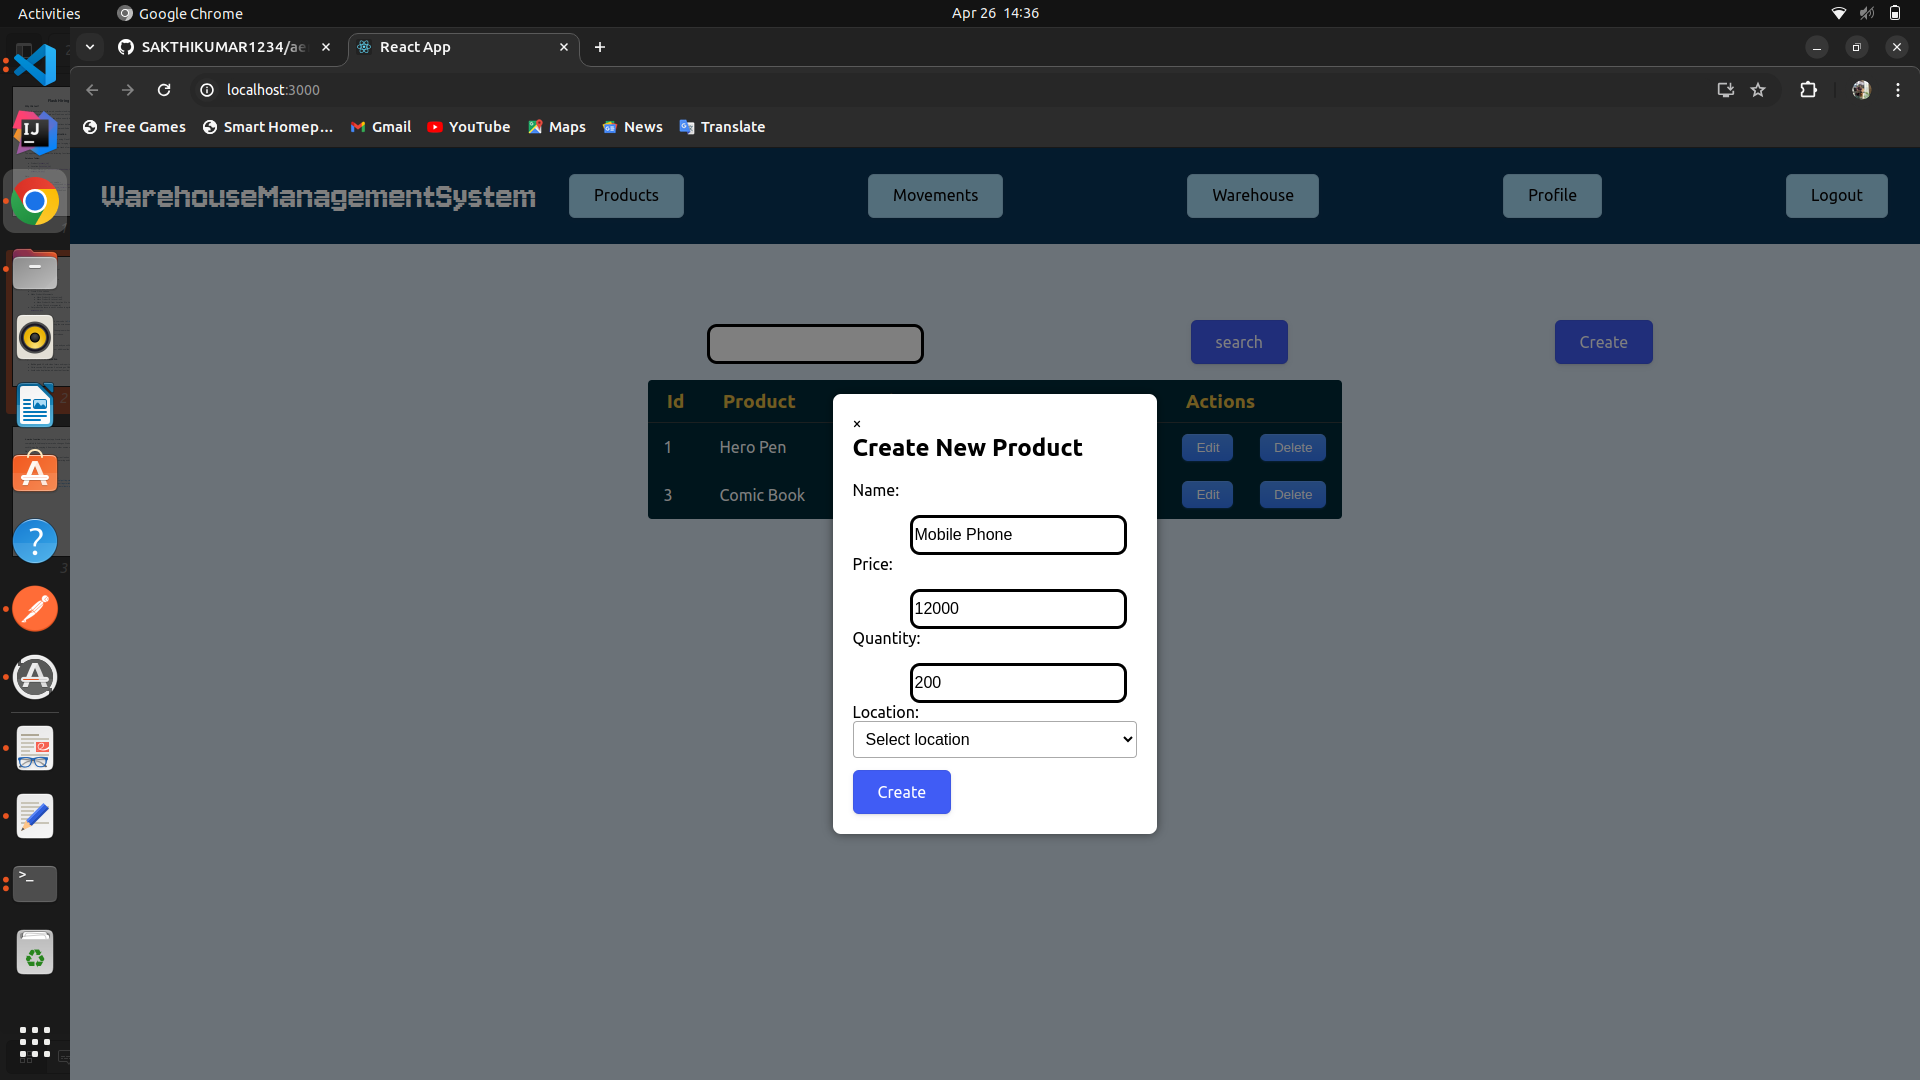 Activities
Google Chrome
Apr 26 14:36
SAKTHIKUMAR1234/ae
React App
localhost:3000
Free Games
Smart Homep...
Gmail
YouTube
Maps
News
Translate
WarehouseManagementSystem
Products
Movements
Warehouse
Profile
Logout
search
Create
Id
Product
Actions
1
Hero Pen
Edit
Delete
3
Comic Book
Edit
Delete
×
Create New Product
Name:
Mobile Phone
Price:
12000
Quantity:
200
Location:
Select location
Create